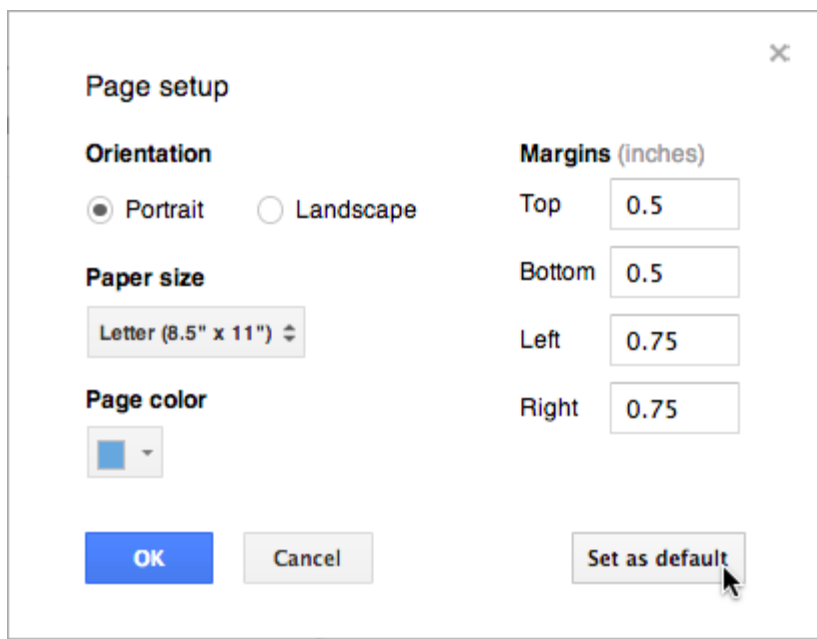 Page setup
Orientation
Portrait Landscape
Paper size
Letter (8.5" x 11")
Page color
Margins (inches)
Top 0.5
Bottom 0.5
Left 0.75
Right 0.75
OK Cancel Set as default